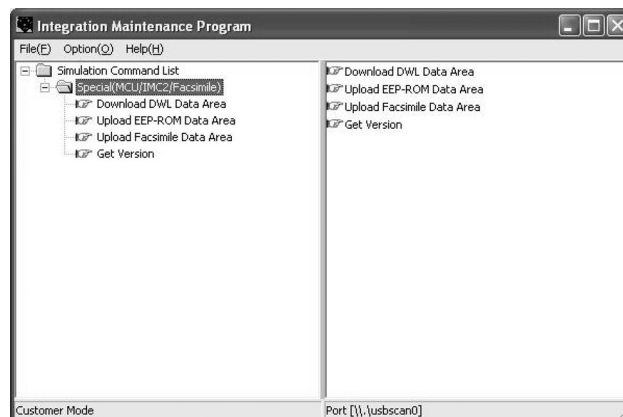 Integration Maintenance Program
File(F) Option(O) Help(H)
Simulation Command List
Special(MCU/IMC2/Facsimile)
Download DWL Data Area
Upload EEP-ROM Data Area
Upload Facsimile Data Area
Get Version
Download DWL Data Area
Upload EEP-ROM Data Area
Upload Facsimile Data Area
Get Version
Customer Mode
Port [\\.\usbscan0]